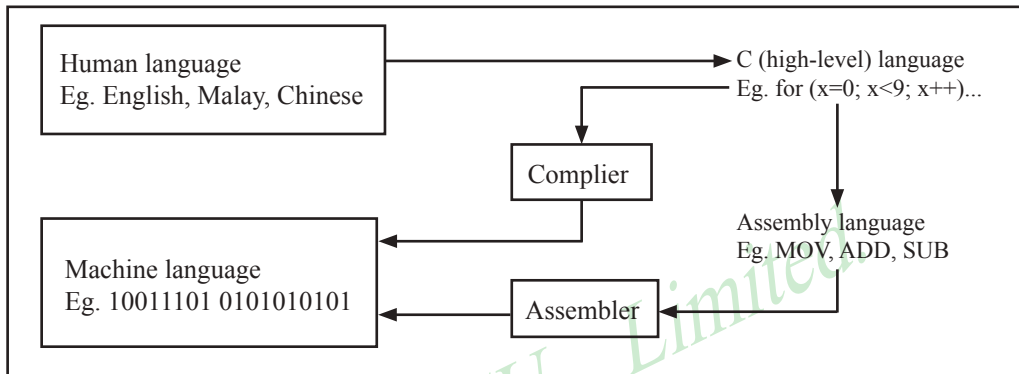 Human language
Eg. English, Malay, Chinese
C (high-level) language
Eg. for (x=0; x<9; x++)...
Complier
Assembly language
Eg. MOV, ADD, SUB
Machine language
Eg. 10011101 0101010101
Assembler
Limited.